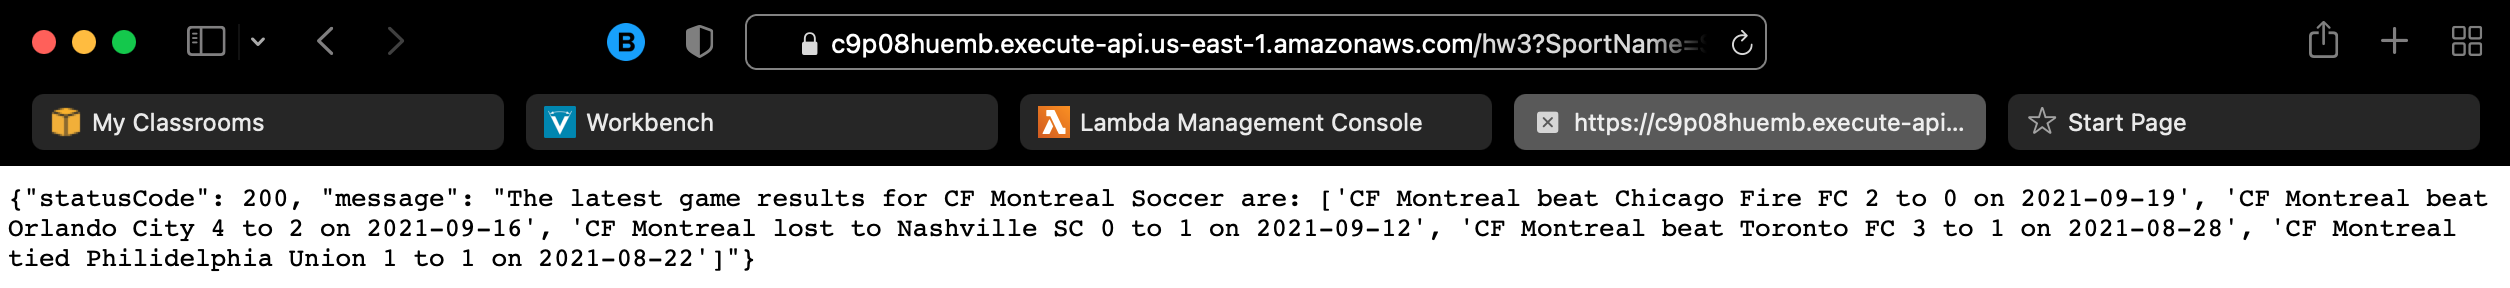 B
c9p08huemb.execute-api.us-east-1.amazonaws.com/hw3?SportName=
My Classrooms
Workbench
Lambda Management Console
https://c9p08huemb.execute-api...
Start Page
{"statusCode": 200, "message": "The latest game results for CF Montreal Soccer are: ['CF Montreal beat Chicago Fire FC 2 to 0 on 2021-09-19', 'CF Montreal beat
Orlando City 4 to 2 on 2021-09-16', 'CF Montreal lost to Nashville SC 0 to 1 on 2021-09-12', 'CF Montreal beat Toronto FC 3 to 1 on 2021-08-28', 'CF Montreal
tied Philidelphia Union 1 to 1 on 2021-08-22']"}